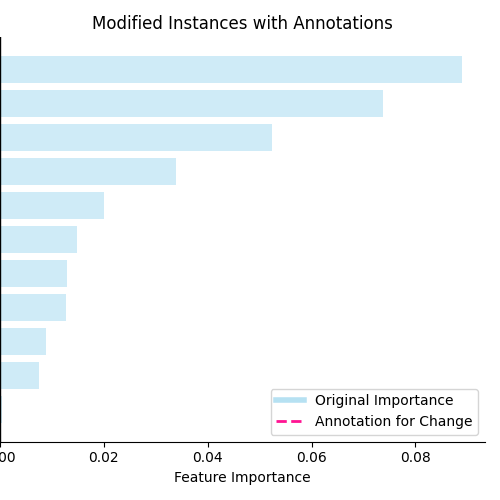 Modified Instances with Annotations
Original Importance
Annotation for Change
00 0.02 0.04 0.06 0.08
Feature Importance